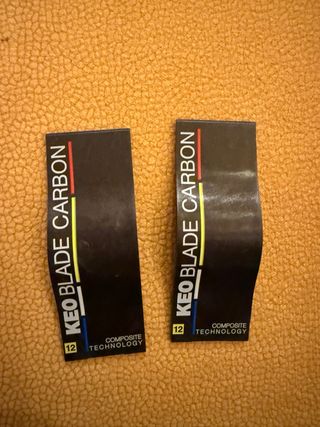 KEO BLADE CARBON
12
COMPOSITE
TECHNOLOGY
KEO BLADE CARBON
12
COMPOSITE
TECHNOLOGY